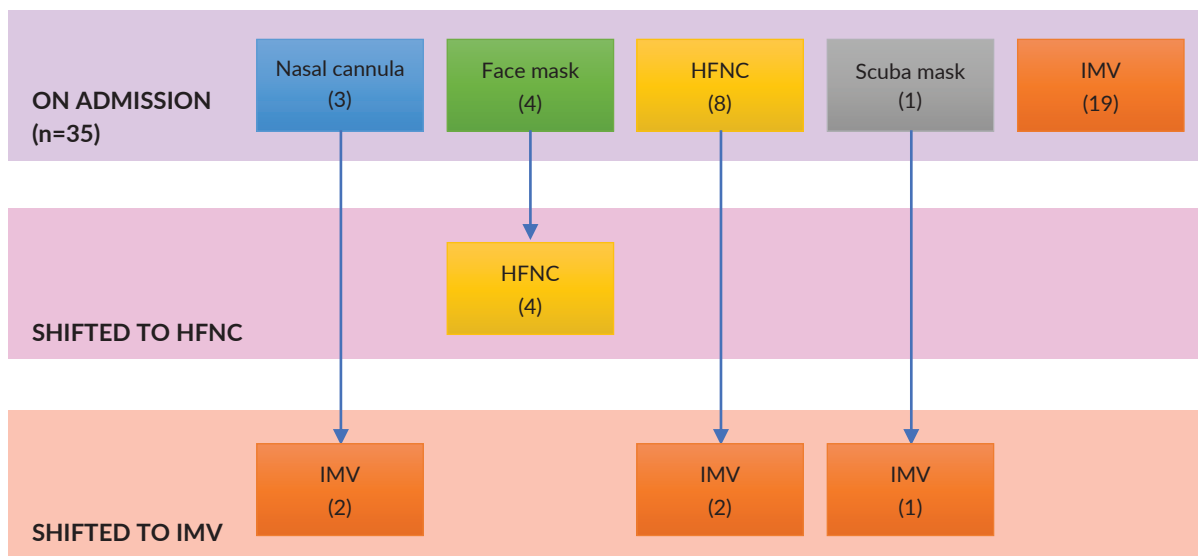 ON ADMISSION
(n=35)
Nasal cannula
(3)
Face mask
(4)
HFNC
(8)
Scuba mask
(1)
IMV
(19)
SHIFTED TO HFNC
HFNC
(4)
SHIFTED TO IMV
IMV
(2)
IMV
(2)
IMV
(1)